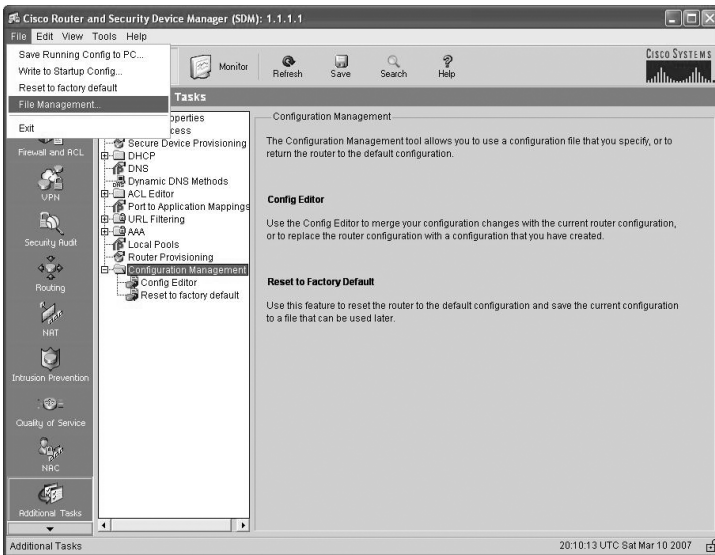 Cisco Router and Security Device Manager (SDM): 1.1.1.1
File Edit View Tools Help
Save Running Config to PC...
Write to Startup Config...
Reset to factory default
File Management...
Exit
Monitor
Refresh
Save
Search
Help
CISCO SYSTEMS
Tasks
Firewall and ACL
VPN
Security Audit
Routing
NAT
Intrusion Prevention
Quality of Service
NAC
Additional Tasks
Secure Device Provisioning
DHCP
DNS
Dynamic DNS Methods
ACL Editor
Port to Application Mappings
URL Filtering
AAA
Local Pools
Router Provisioning
Configuration Management
Config Editor
Reset to factory default
Configuration Management
The Configuration Management tool allows you to use a configuration file that you specify, or to
return the router to the default configuration.
Config Editor
Use the Config Editor to merge your configuration changes with the current router configuration,
or to replace the router configuration with a configuration that you have created.
Reset to Factory Default
Use this feature to reset the router to the default configuration and save the current configuration
to a file that can be used later.
Additional Tasks
20:10:13 UTC Sat Mar 10 2007